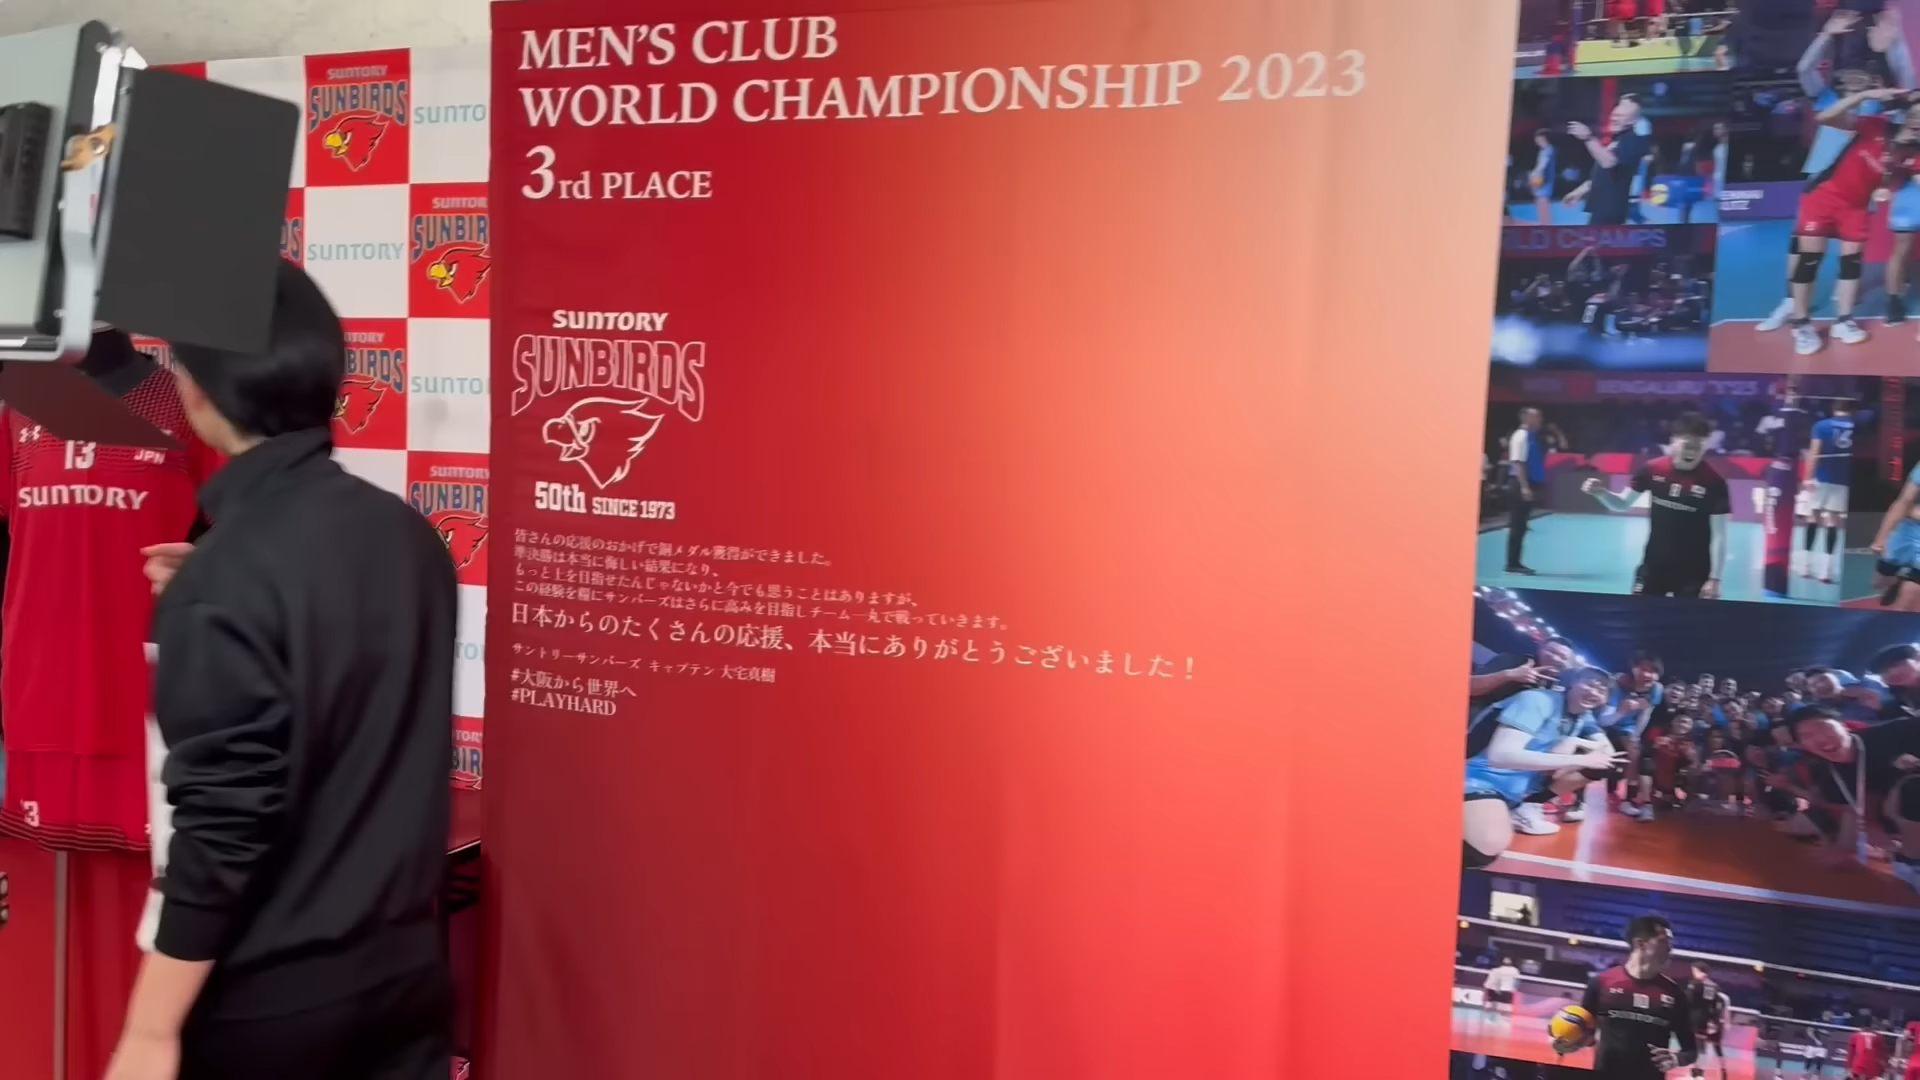 MEN'S CLUB
WORLD CHAMPIONSHIP 2023
3rd PLACE
SUNTORY
SUNBIRDS
50th SINCE 1973
皆さんの応援のおかげで銅メダル獲得ができました。
準決勝は本当に悔しい結果になり、
もっと上を目指せたんじゃないかと今でも思うことはありますが、
この経験を糧にサンバーズはさらに高みを目指しチーム一丸で戦っていきます。
日本からのたくさんの応援、本当にありがとうございました！
サントリーサンバーズ キャプテン 大宅真樹
#大阪から世界へ
#PLAYHARD
SUNTORY
SUNBIRDS
SUNTORY
13
JPN
SUNTORY